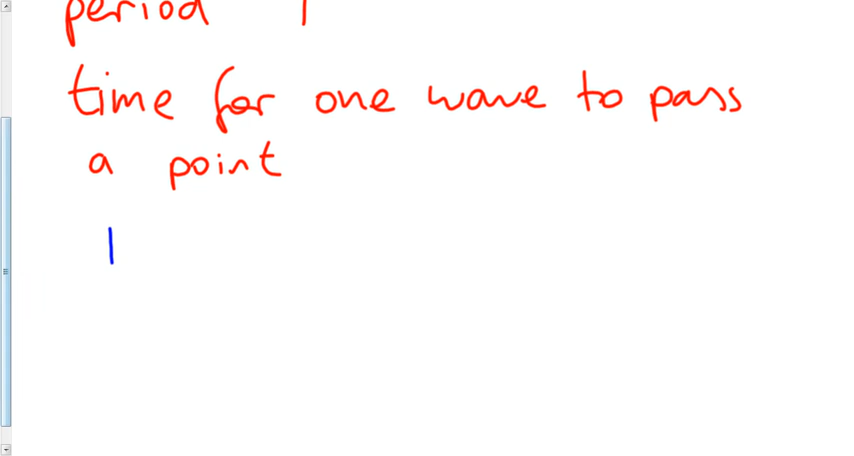 period
time for one wave to pass
a point